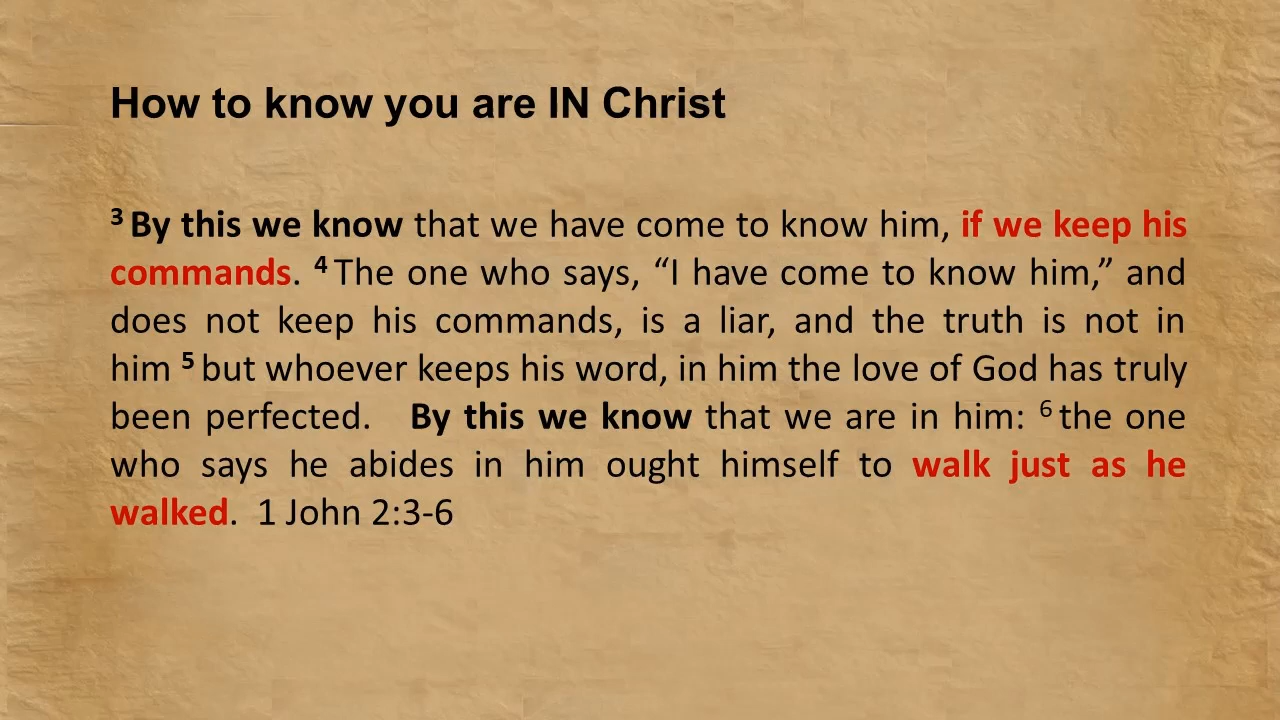 How to know you are IN Christ
³ By this we know that we have come to know him, if we keep his
commands. ⁴ The one who says, “I have come to know him,” and
does not keep his commands, is a liar, and the truth is not in
him ⁵ but whoever keeps his word, in him the love of God has truly
been perfected. By this we know that we are in him: ⁶ the one
who says he abides in him ought himself to walk just as he
walked. 1 John 2:3-6